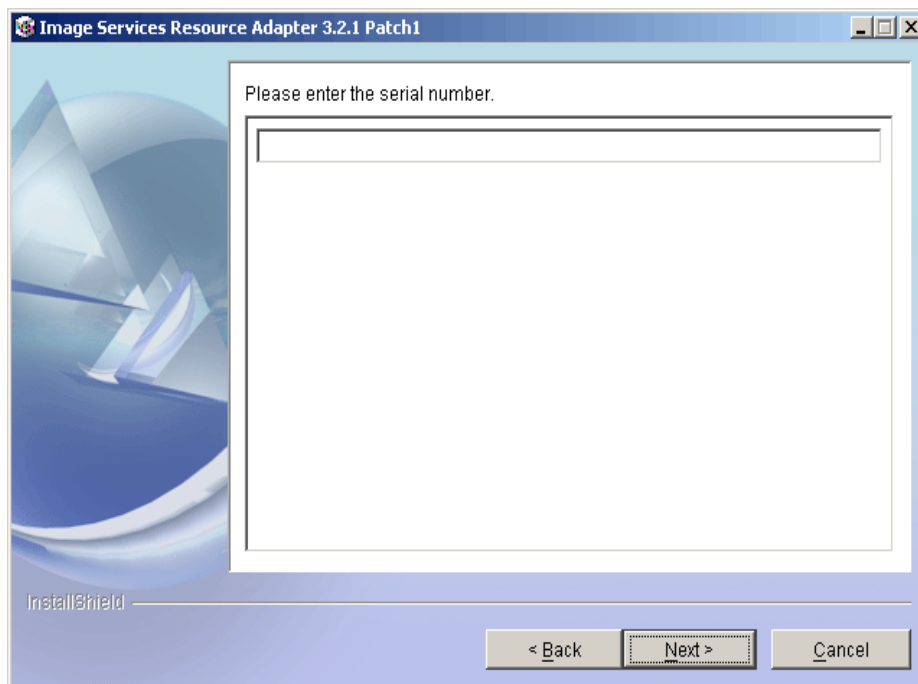 Image Services Resource Adapter 3.2.1 Patch1
Please enter the serial number.
InstallShield
< Back
Next >
Cancel